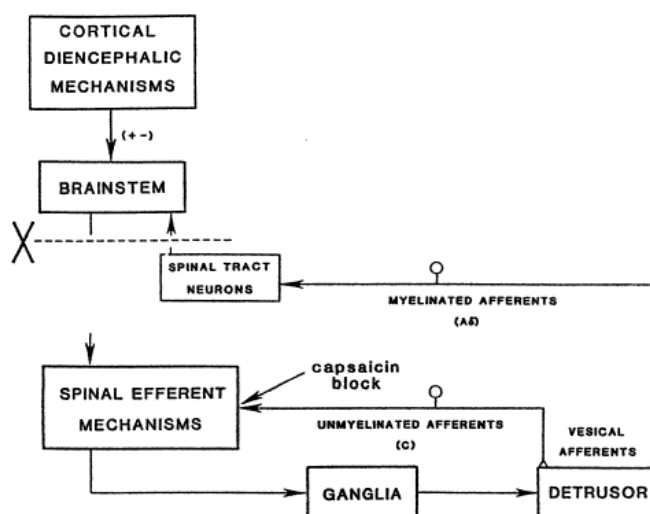 CORTICAL
DIENCEPHALIC
MECHANISMS
(+-)
BRAINSTEM
X
SPINAL TRACT
NEURONS
MYELINATED AFFERENTS
(Aδ)
capsaicin
block
SPINAL EFFERENT
MECHANISMS
UNMYELINATED AFFERENTS
(C)
VESICAL
AFFERENTS
GANGLIA
DETRUSOR